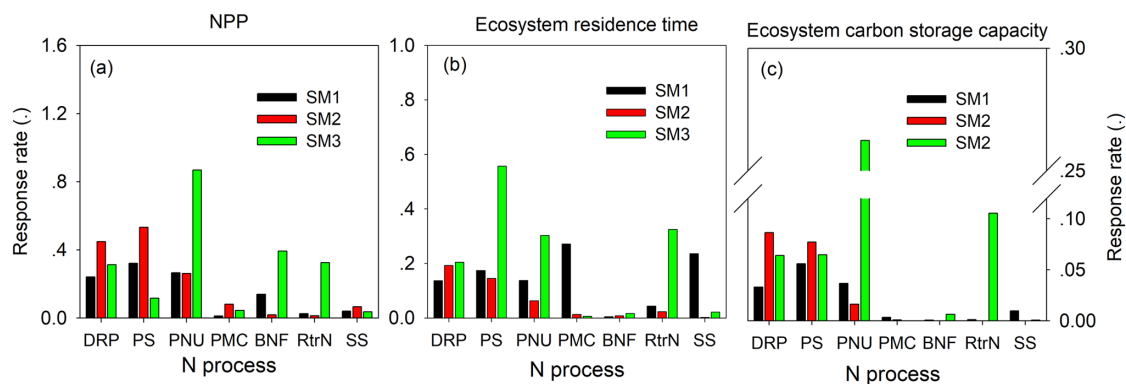 NPP
(a)
1.6
1.2
.8
.4
0.0
Response rate (.)
SM1
SM2
SM3
DRP PS PNU PMC BNF RtrN SS
N process
Ecosystem residence time
(b)
1.0
.8
.6
.4
.2
0.0
SM1
SM2
SM3
DRP PS PNU PMC BNF RtrN SS
N process
Ecosystem carbon storage capacity
(c)
SM1
SM2
SM2
.30
.25
.10
.05
0.00
Response rate (.)
DRP PS PNU PMC BNF RtrN SS
N process